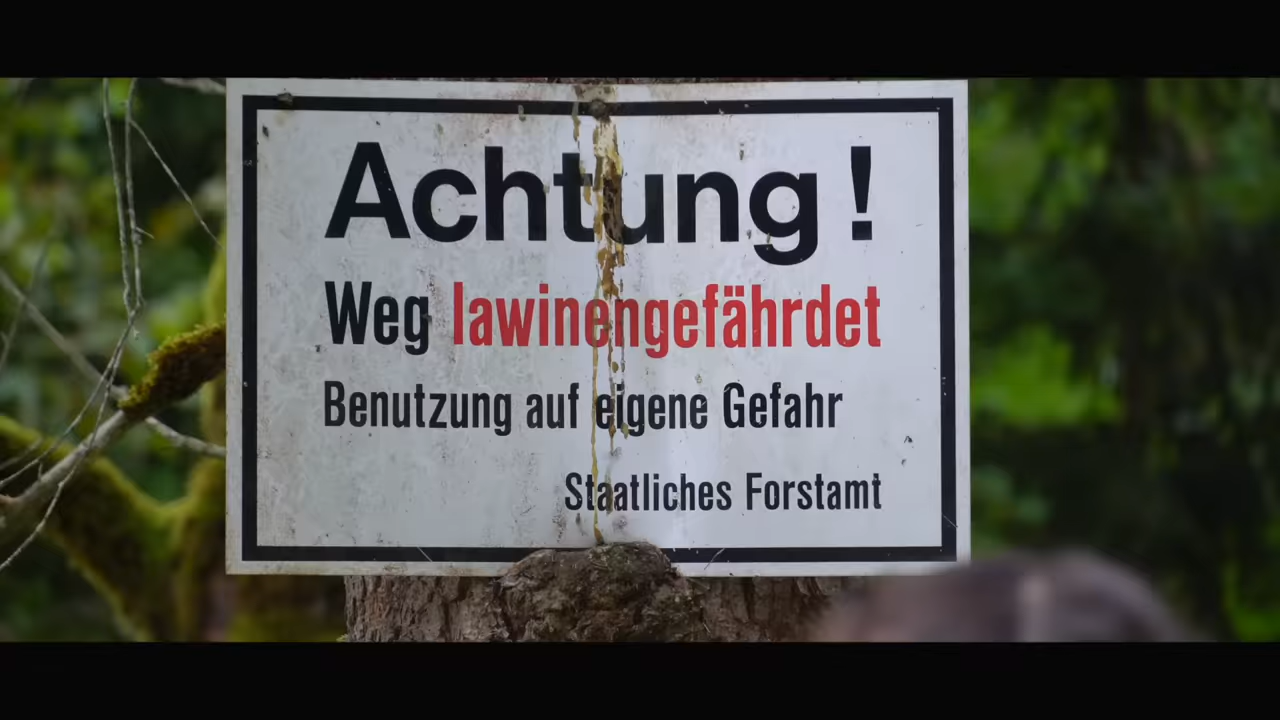 Achtung !
Weg lawinengefährdet
Benutzung auf eigene Gefahr
Staatliches Forstamt